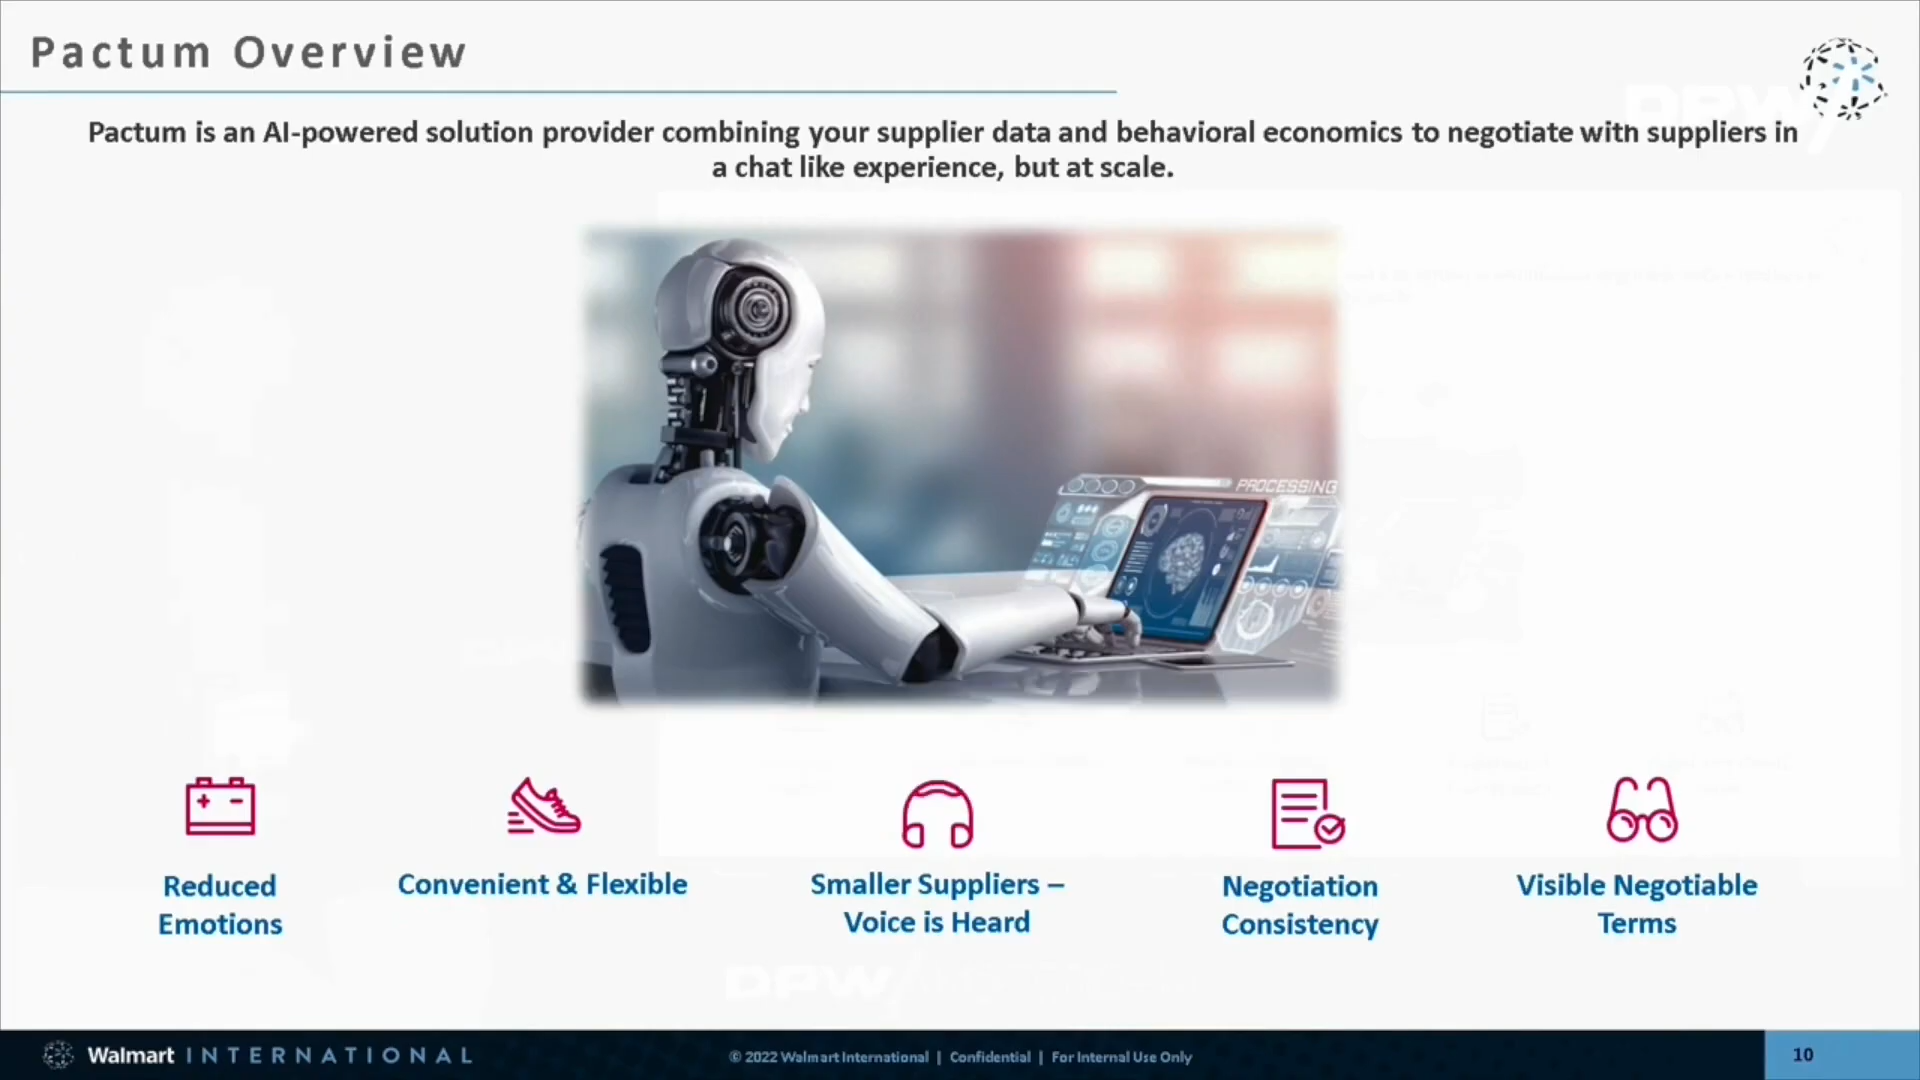 Pactum Overview
DPW
Pactum is an AI-powered solution provider combining your supplier data and behavioral economics to negotiate with suppliers in
a chat like experience, but at scale.
PROCESSING
Reduced
Emotions
Convenient & Flexible
Smaller Suppliers –
Voice is Heard
Negotiation
Consistency
Visible Negotiable
Terms
DPW
Walmart INTERNATIONAL
© 2022 Walmart International | Confidential | For Internal Use Only
10